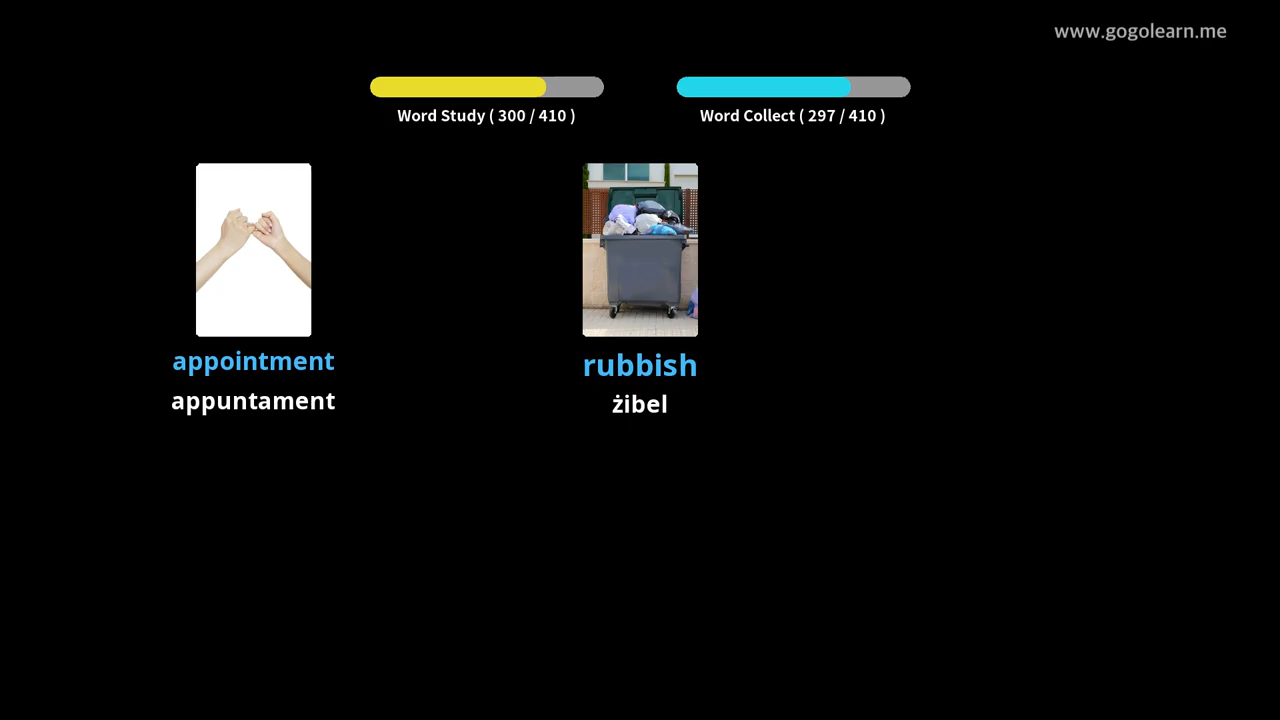 www.gogolearn.me
Word Study ( 300 / 410 )
Word Collect ( 297 / 410 )
appointment
appuntament
rubbish
żibel